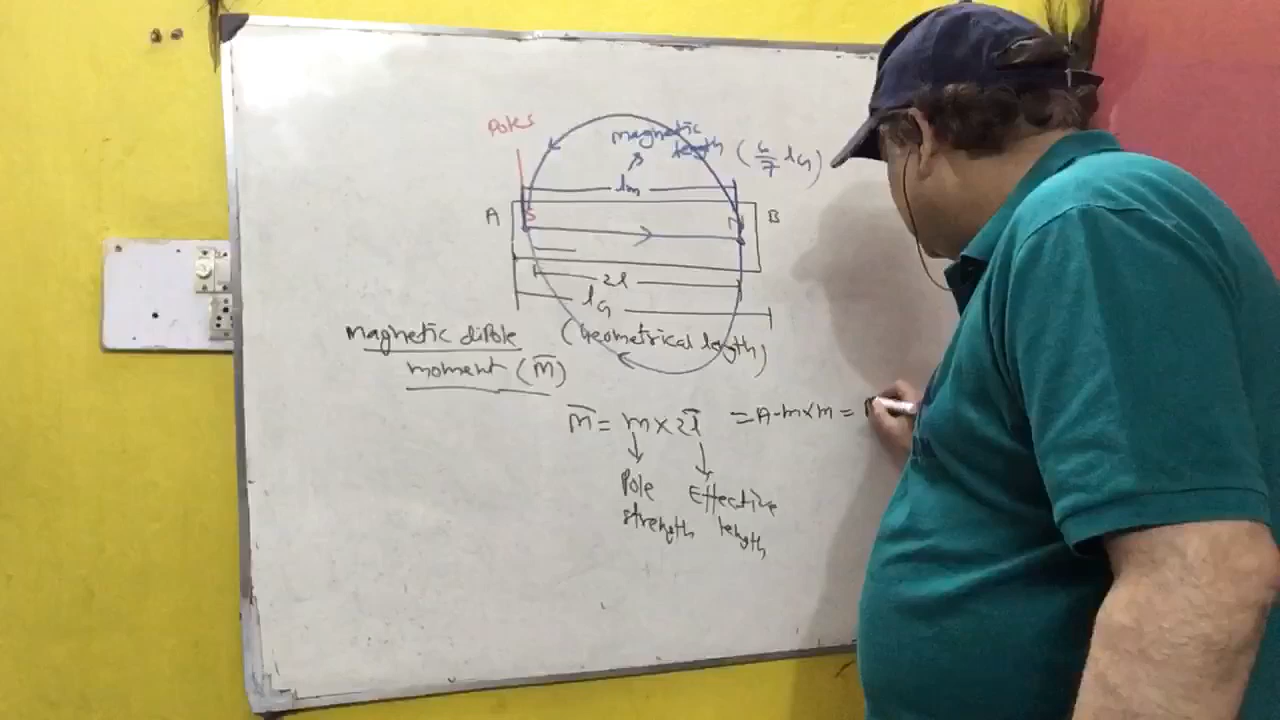 Poles
magnetic
length (6/7 lG)
lm
A S N B
2l
lG
magnetic diPole (Geometrical length)
moment (M̅)
M̅ = m × 2l̅ = A-m×m =
Pole Effective
strength length